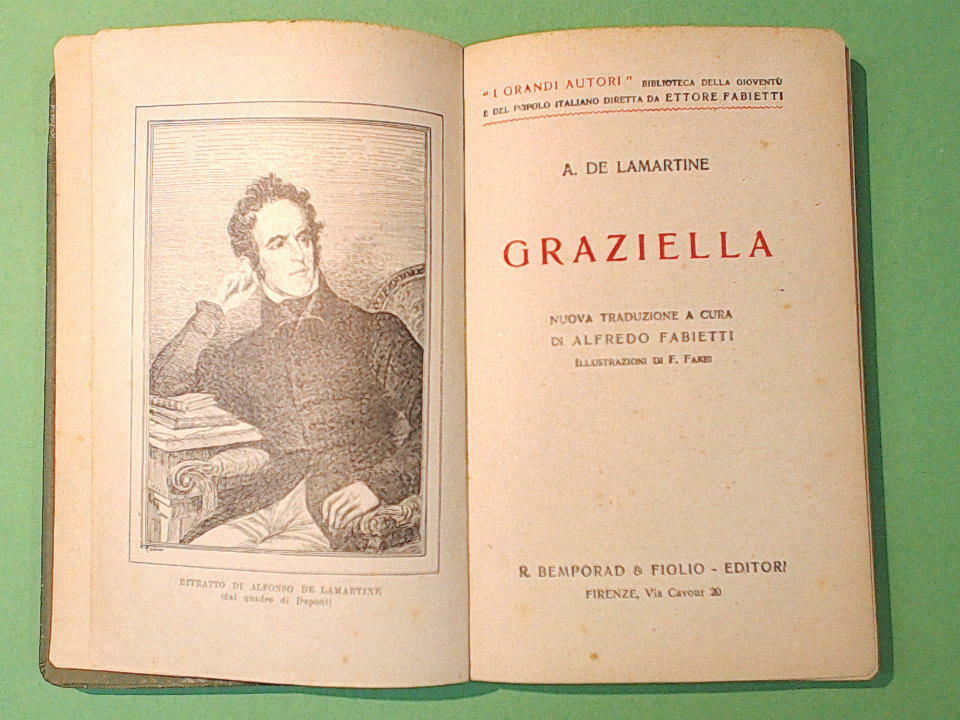 RITRATTO DI ALFONSO DE LAMARTINE
(dal quadro di Dupont)
"I GRANDI AUTORI" BIBLIOTECA DELLA GIOVENTÙ
E DEL POPOLO ITALIANO DIRETTA DA ETTORE FABIETTI
A. DE LAMARTINE
GRAZIELLA
NUOVA TRADUZIONE A CURA
DI ALFREDO FABIETTI
ILLUSTRAZIONI DI F.
R. BEMPORAD & FIGLIO - EDITORI
FIRENZE, Via Cavour 20